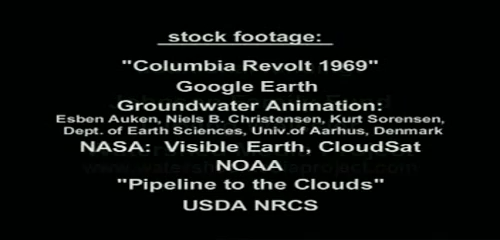 stock footage:
"Columbia Revolt 1969"
Google Earth
Groundwater Animation:
Esben Auken, Niels B. Christensen, Kurt Sorensen,
Dept. of Earth Sciences, Univ.of Aarhus, Denmark
NASA: Visible Earth, CloudSat
NOAA
"Pipeline to the Clouds"
USDA NRCS